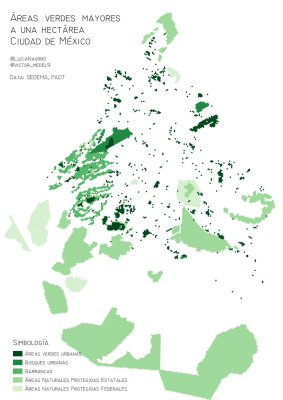 Áreas verdes mayores
a una hectárea
Ciudad de México
@lucianavrro
@victor_medel9
Data: SEDEMA, PAOT
Simbología
Áreas verdes urbanas
Bosques urbanos
Barrancas
Áreas Naturales Protegidas Estatales
Áreas Naturales Protegidas Federales